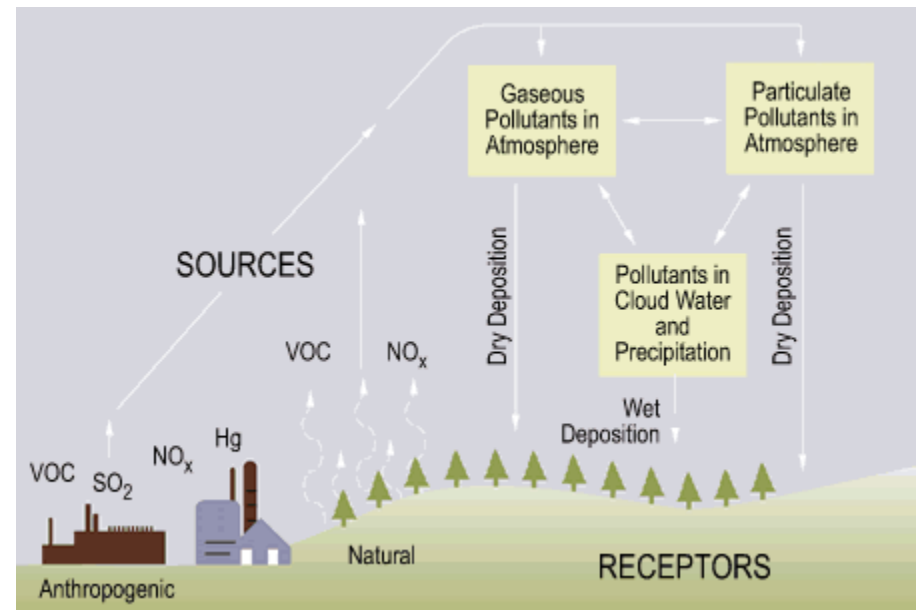 Gaseous
Pollutants in
Atmosphere
Particulate
Pollutants in
Atmosphere
SOURCES
Dry Deposition
Pollutants in
Cloud Water
and
Precipitation
Dry Deposition
VOC
NOx
Wet
Deposition
VOC
SO2
NOx
Hg
Natural
RECEPTORS
Anthropogenic